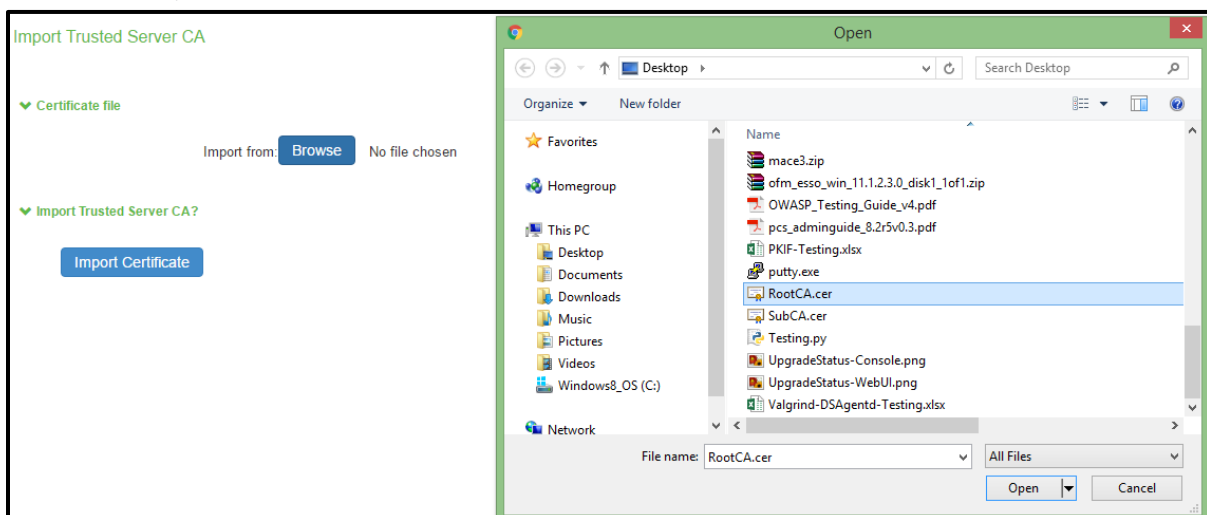 Import Trusted Server CA
Certificate file
Import from: Browse No file chosen
Import Trusted Server CA?
Import Certificate
Open
Desktop
Search Desktop
Organize
New folder
Favorites
Homegroup
This PC
Desktop
Documents
Downloads
Music
Pictures
Videos
Windows8_OS (C:)
Network
Name
mace3.zip
ofm_esso_win_11.1.2.3.0_disk1_1of1.zip
OWASP_Testing_Guide_v4.pdf
pcs_adminguide_8.2r5v0.3.pdf
PKIF-Testing.xlsx
putty.exe
RootCA.cer
SubCA.cer
Testing.py
UpgradeStatus-Console.png
UpgradeStatus-WebUI.png
Valgrind-DSAgentd-Testing.xlsx
File name: RootCA.cer
All Files
Open
Cancel